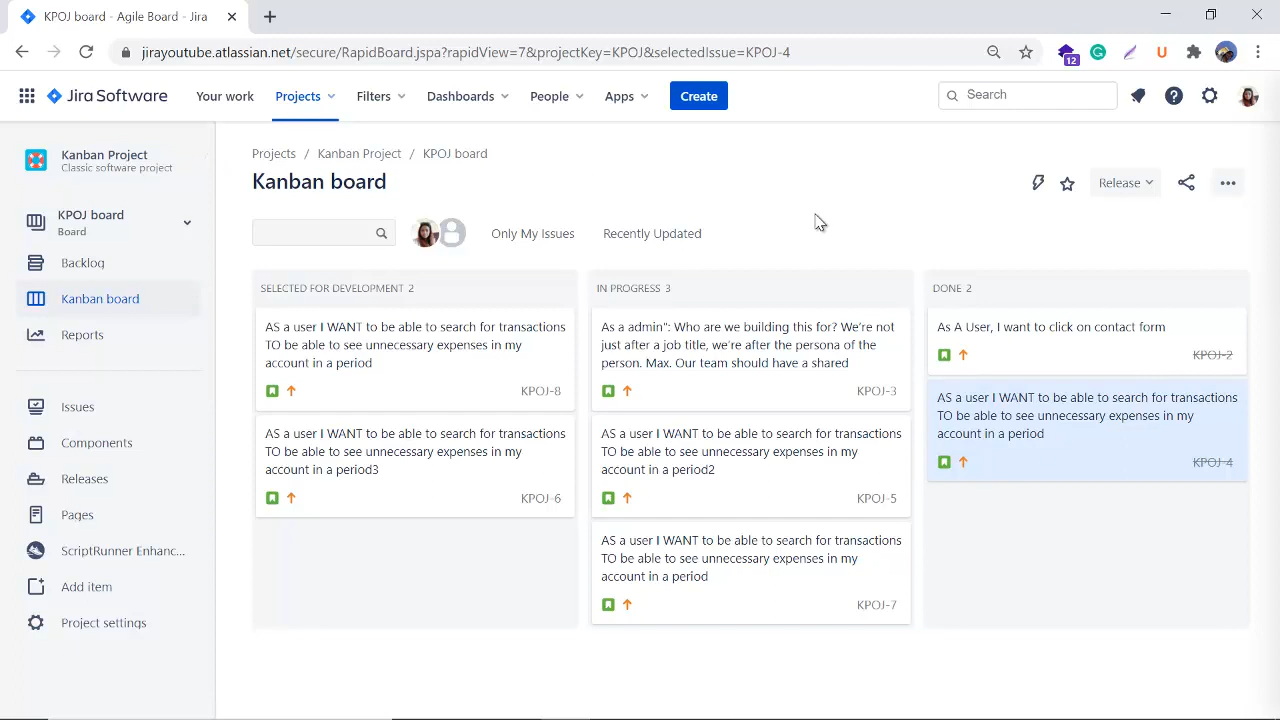 KPOJ board - Agile Board - Jira
jirayoutube.atlassian.net/secure/RapidBoard.jspa?rapidView=7&projectKey=KPOJ&selectedIssue=KPOJ-4
12
U
Jira Software
Your work
Projects
Filters
Dashboards
People
Apps
Create
Search
Kanban Project
Classic software project
KPOJ board
Board
Backlog
Kanban board
Reports
Issues
Components
Releases
Pages
ScriptRunner Enhanc...
Add item
Project settings
Projects / Kanban Project / KPOJ board
Kanban board
Release
Only My Issues
Recently Updated
SELECTED FOR DEVELOPMENT 2
AS a user I WANT to be able to search for transactions
TO be able to see unnecessary expenses in my
account in a period
KPOJ-8
AS a user I WANT to be able to search for transactions
TO be able to see unnecessary expenses in my
account in a period3
KPOJ-6
IN PROGRESS 3
As a admin": Who are we building this for? We're not
just after a job title, we're after the persona of the
person. Max. Our team should have a shared
KPOJ-3
AS a user I WANT to be able to search for transactions
TO be able to see unnecessary expenses in my
account in a period2
KPOJ-5
AS a user I WANT to be able to search for transactions
TO be able to see unnecessary expenses in my
account in a period
KPOJ-7
DONE 2
As A User, I want to click on contact form
KPOJ-2
AS a user I WANT to be able to search for transactions
TO be able to see unnecessary expenses in my
account in a period
KPOJ-4